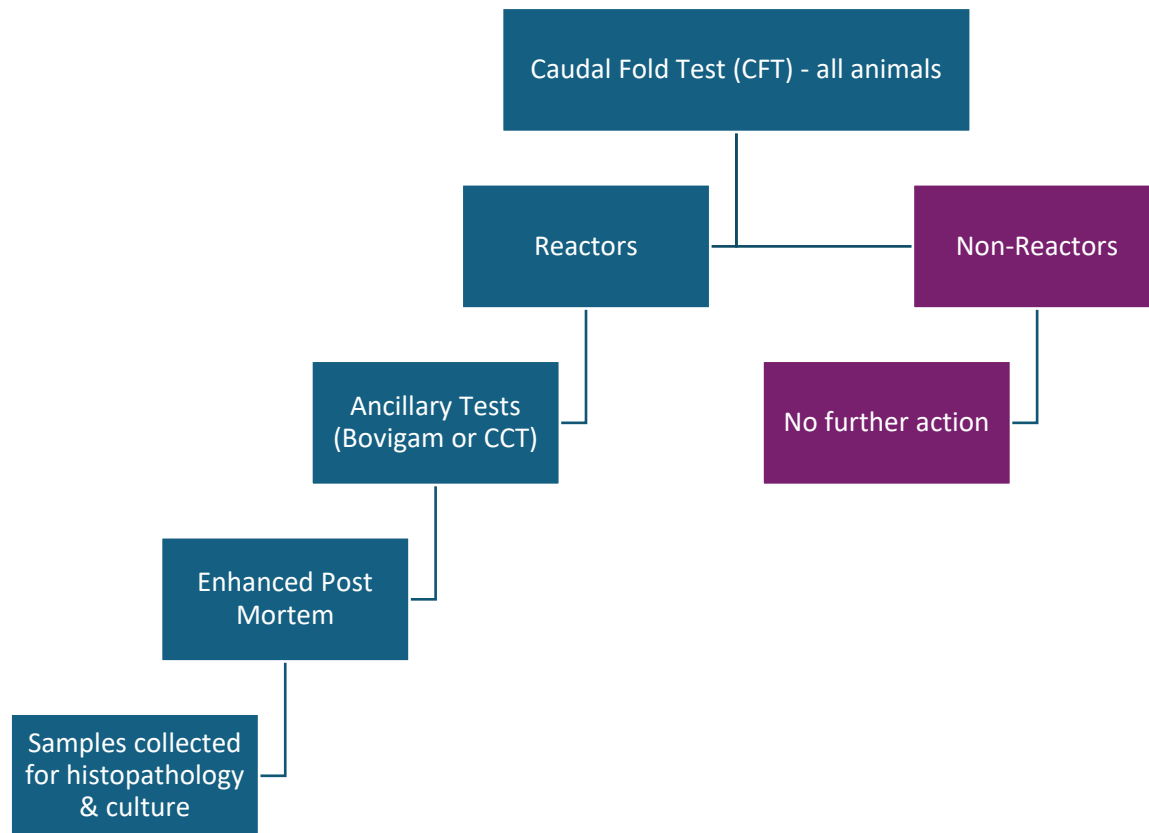 Caudal Fold Test (CFT) - all animals
Reactors
Non-Reactors
Ancillary Tests
(Bovigam or CCT)
No further action
Enhanced Post
Mortem
Samples collected
for histopathology
& culture